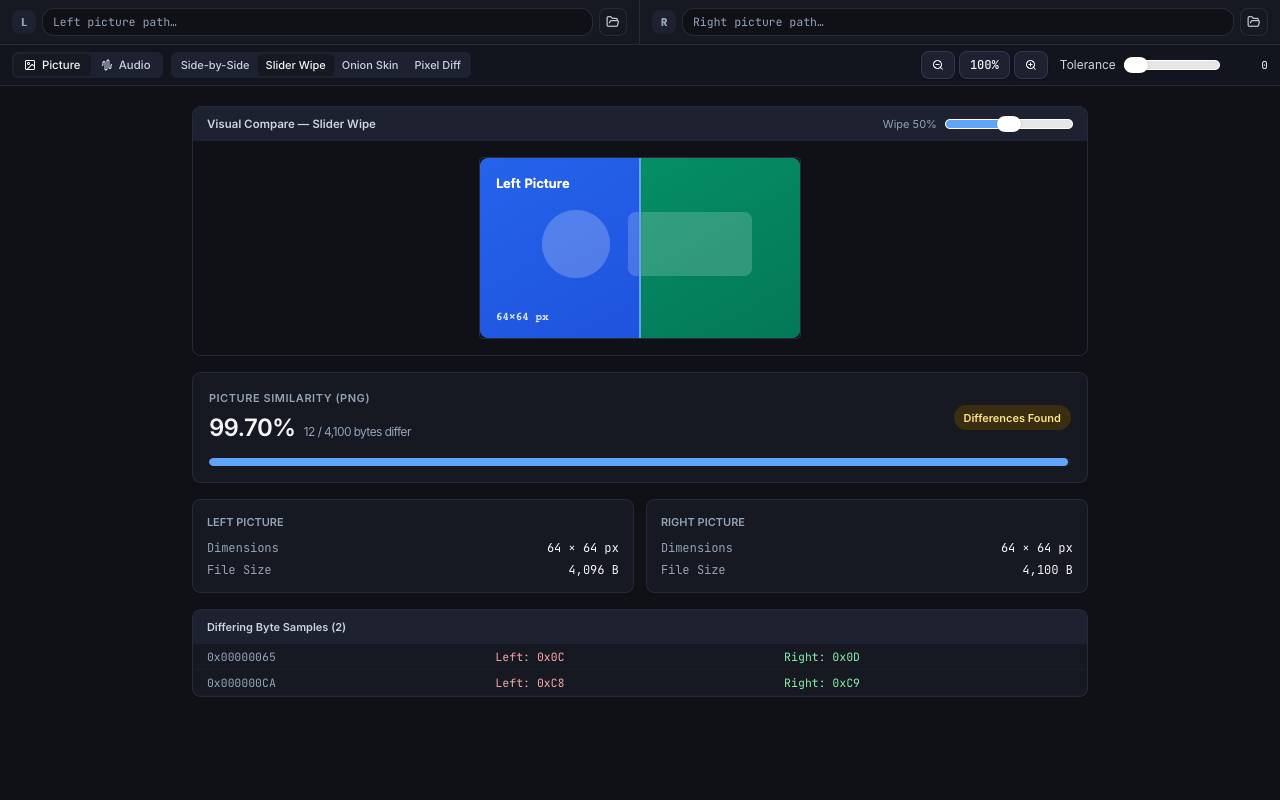 L Left picture path… R Right picture path…
Picture Audio Side-by-Side Slider Wipe Onion Skin Pixel Diff 100% Tolerance 0
Visual Compare — Slider Wipe Wipe 50%
Left Picture
64×64 px
PICTURE SIMILARITY (PNG)
99.70% 12 / 4,100 bytes differ
Differences Found
LEFT PICTURE
Dimensions 64 × 64 px
File Size 4,096 B
RIGHT PICTURE
Dimensions 64 × 64 px
File Size 4,100 B
Differing Byte Samples (2)
0x00000065 Left: 0x0C Right: 0x0D
0x000000CA Left: 0xC8 Right: 0xC9